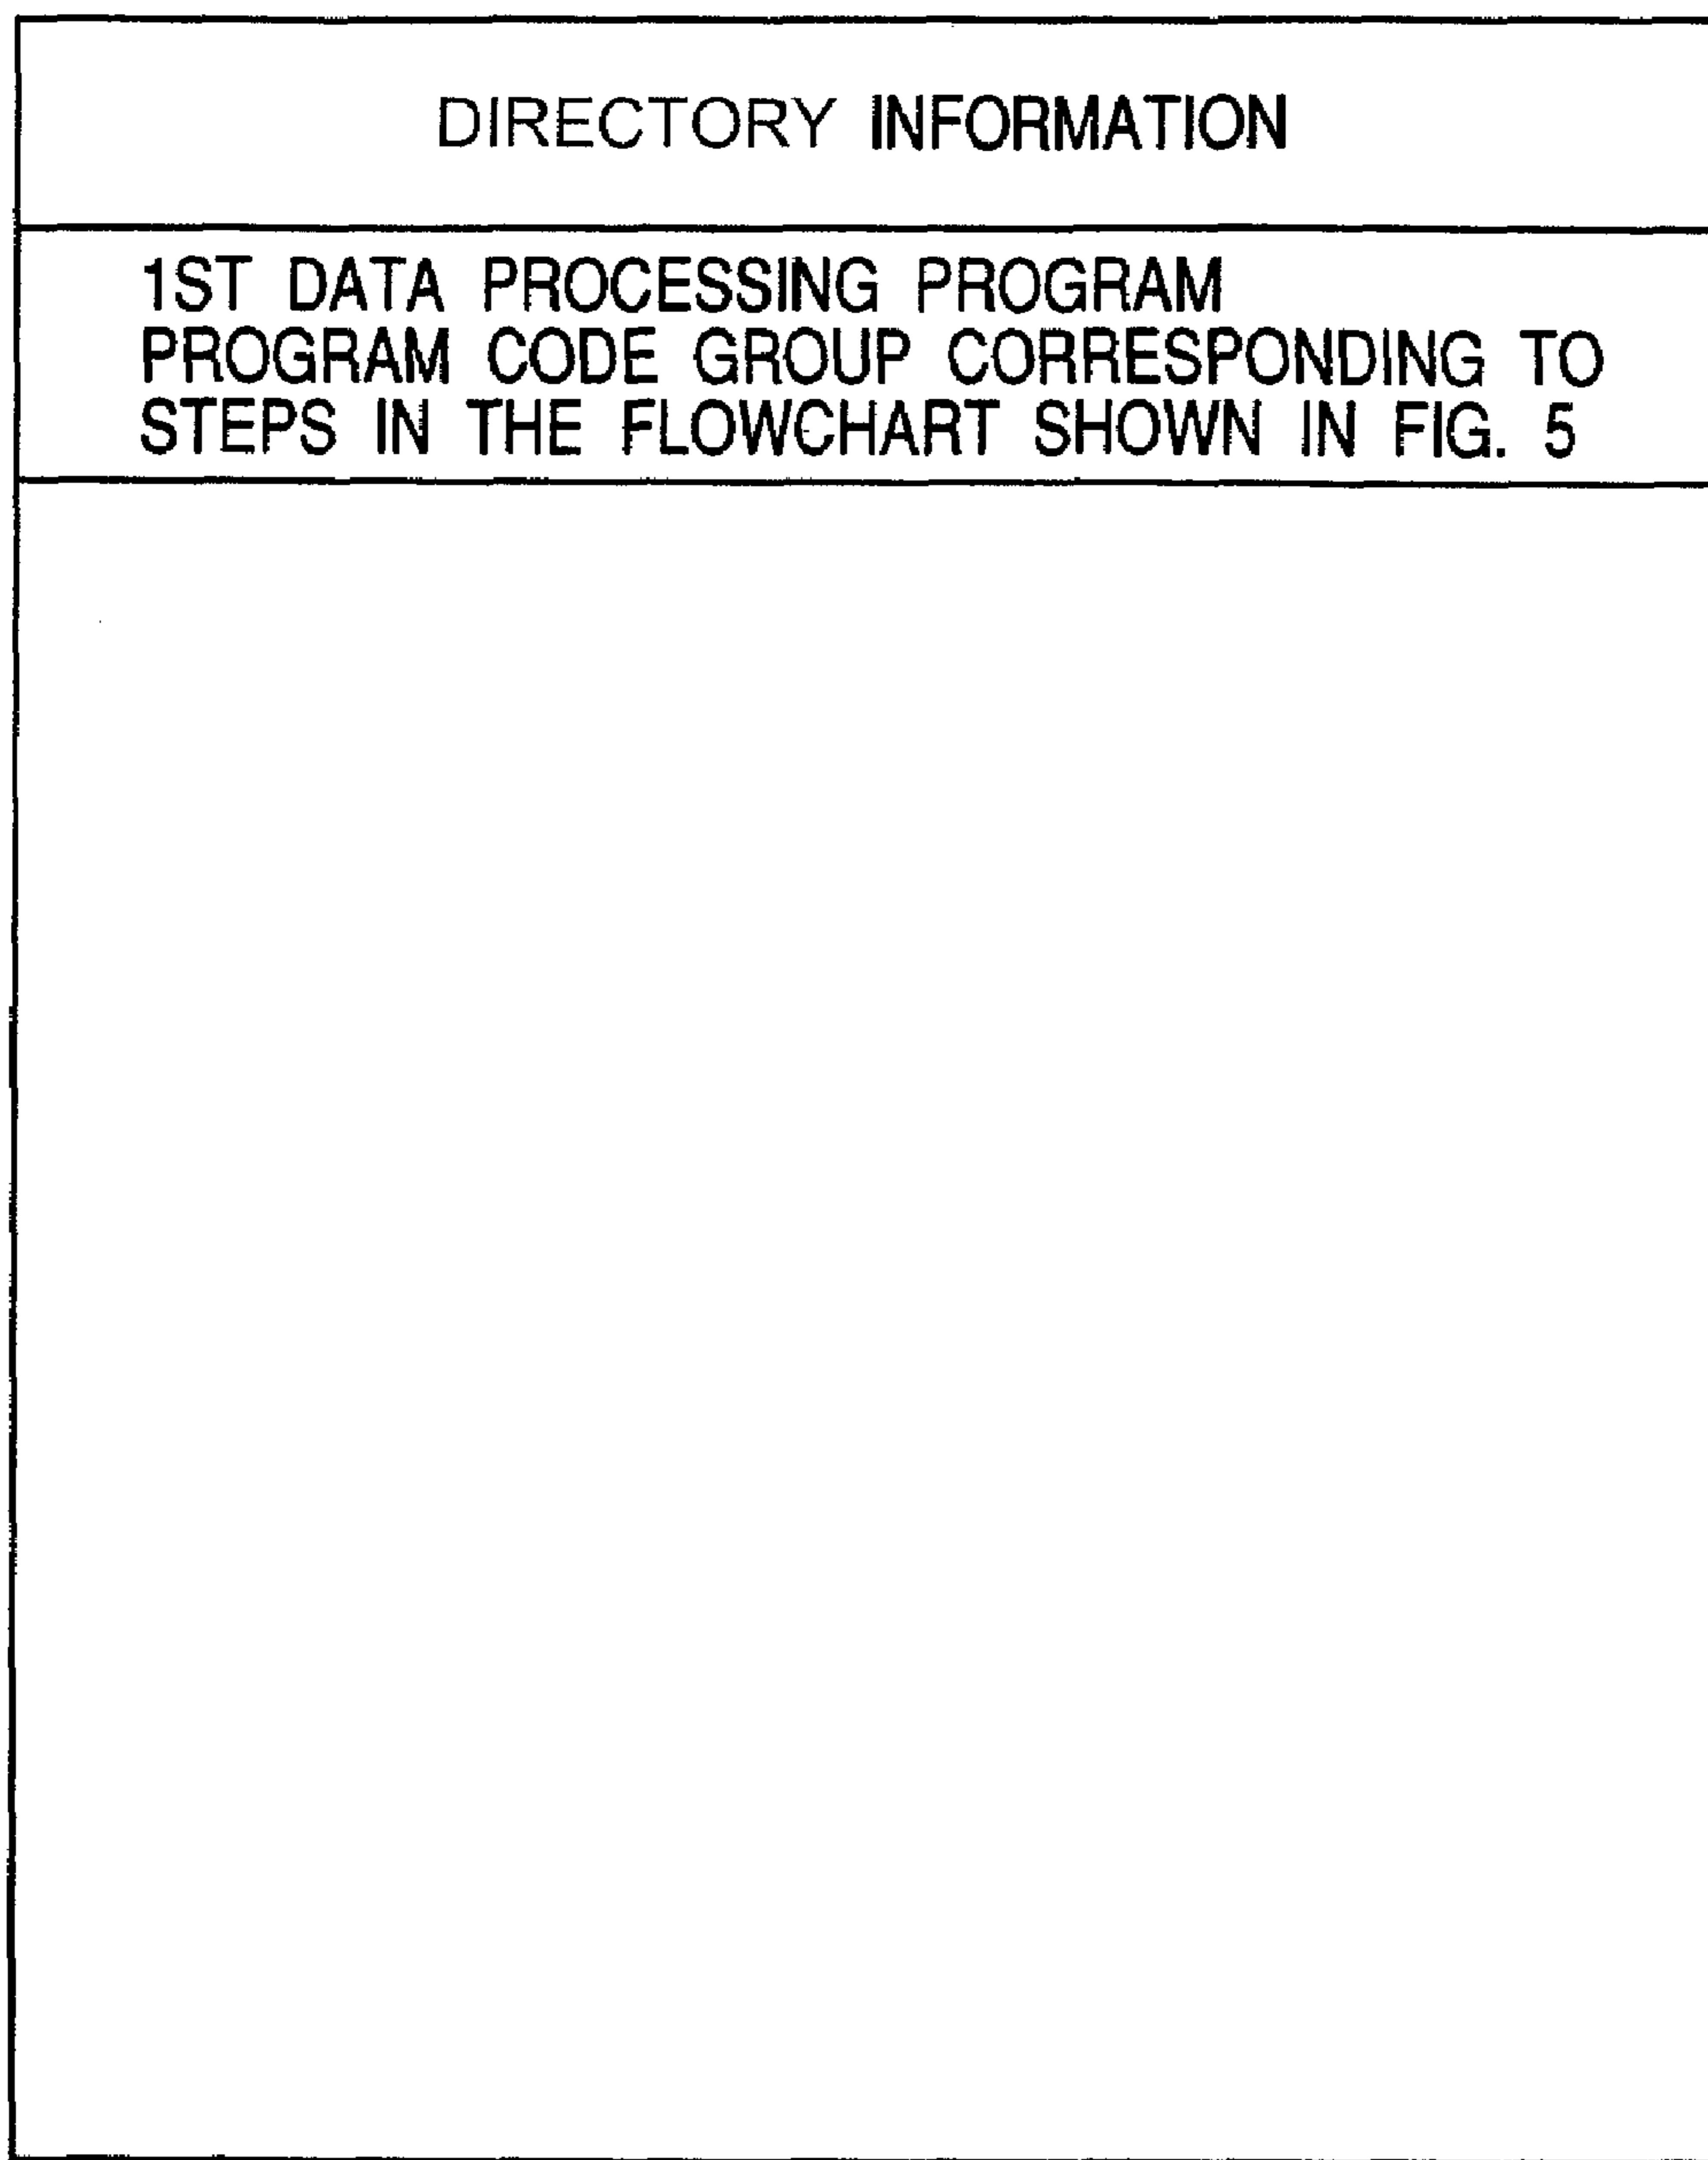 DIRECTORY INFORMATION
1ST DATA PROCESSING PROGRAM
PROGRAM CODE GROUP CORRESPONDING TO
STEPS IN THE FLOWCHART SHOWN IN FIG. 5